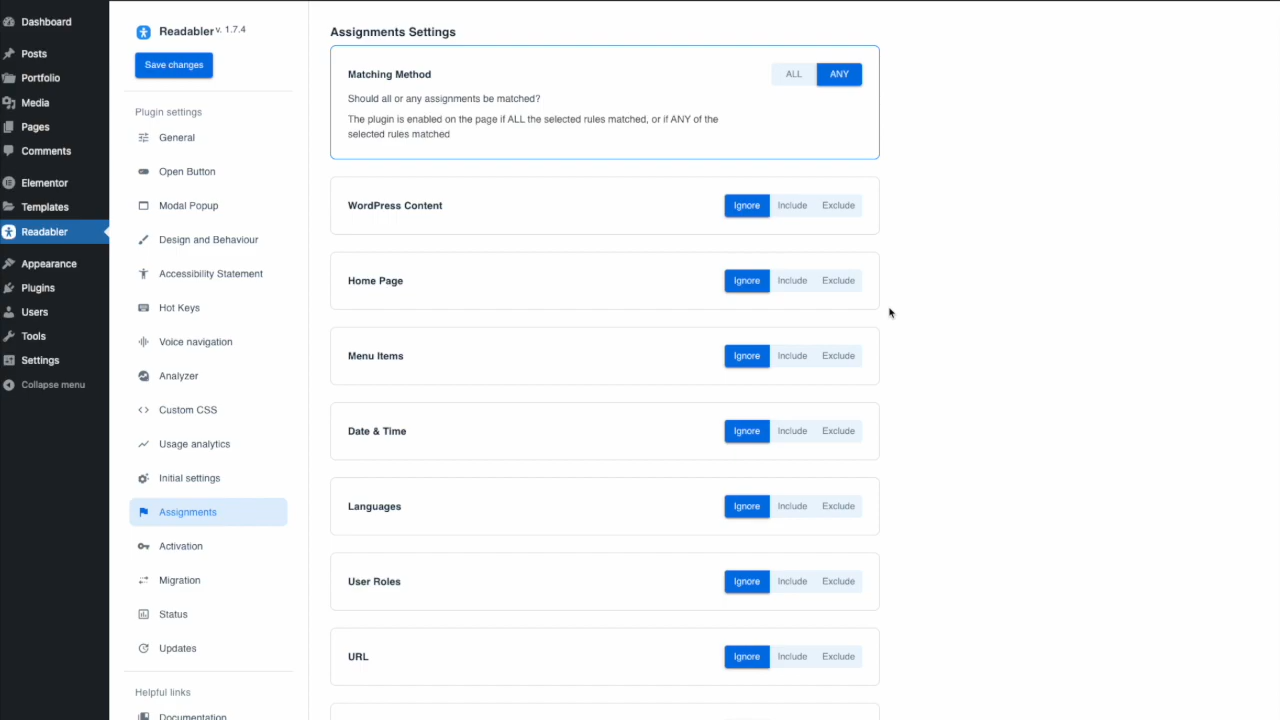 Dashboard
Posts
Portfolio
Media
Pages
Comments
Elementor
Templates
Readabler
Appearance
Plugins
Users
Tools
Settings
Collapse menu
Readabler v. 1.7.4
Save changes
Plugin settings
General
Open Button
Modal Popup
Design and Behaviour
Accessibility Statement
Hot Keys
Voice navigation
Analyzer
Custom CSS
Usage analytics
Initial settings
Assignments
Activation
Migration
Status
Updates
Helpful links
Documentation
Assignments Settings
Matching Method
ALL ANY
Should all or any assignments be matched?
The plugin is enabled on the page if ALL the selected rules matched, or if ANY of the
selected rules matched
WordPress Content Ignore Include Exclude
Home Page Ignore Include Exclude
Menu Items Ignore Include Exclude
Date & Time Ignore Include Exclude
Languages Ignore Include Exclude
User Roles Ignore Include Exclude
URL Ignore Include Exclude